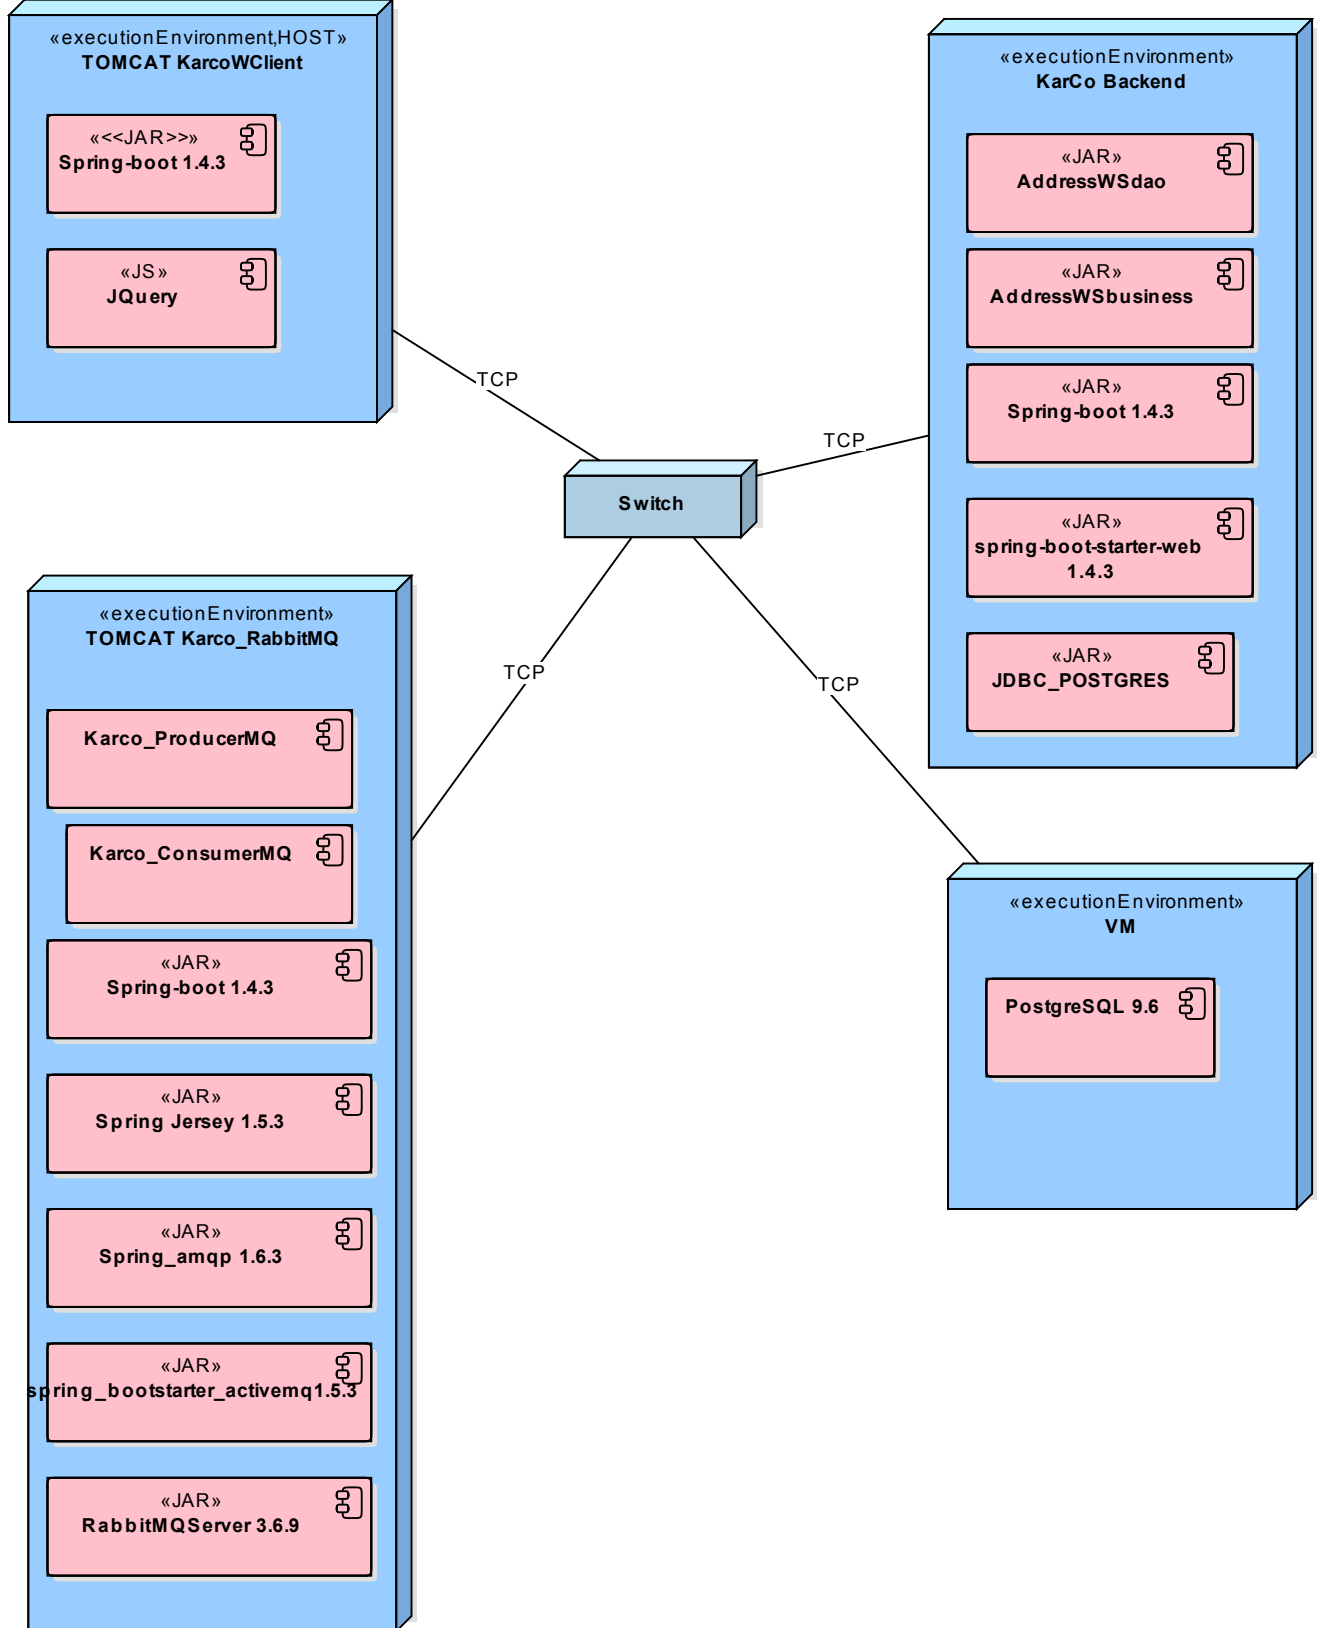 «executionEnvironment,HOST»
TOMCAT KarcoWClient
«<<JAR>>»
Spring-boot 1.4.3
«JS»
JQuery
«executionEnvironment»
KarCo Backend
«JAR»
AddressWSdao
«JAR»
AddressWSbusiness
«JAR»
Spring-boot 1.4.3
«JAR»
spring-boot-starter-web
1.4.3
«JAR»
JDBC_POSTGRES
TCP
TCP
Switch
TCP
TCP
«executionEnvironment»
TOMCAT Karco_RabbitMQ
Karco_ProducerMQ
Karco_ConsumerMQ
«JAR»
Spring-boot 1.4.3
«JAR»
Spring Jersey 1.5.3
«JAR»
Spring_amqp 1.6.3
«JAR»
spring_bootstarter_activemq1.5.3
«JAR»
RabbitMQServer 3.6.9
«executionEnvironment»
VM
PostgreSQL 9.6